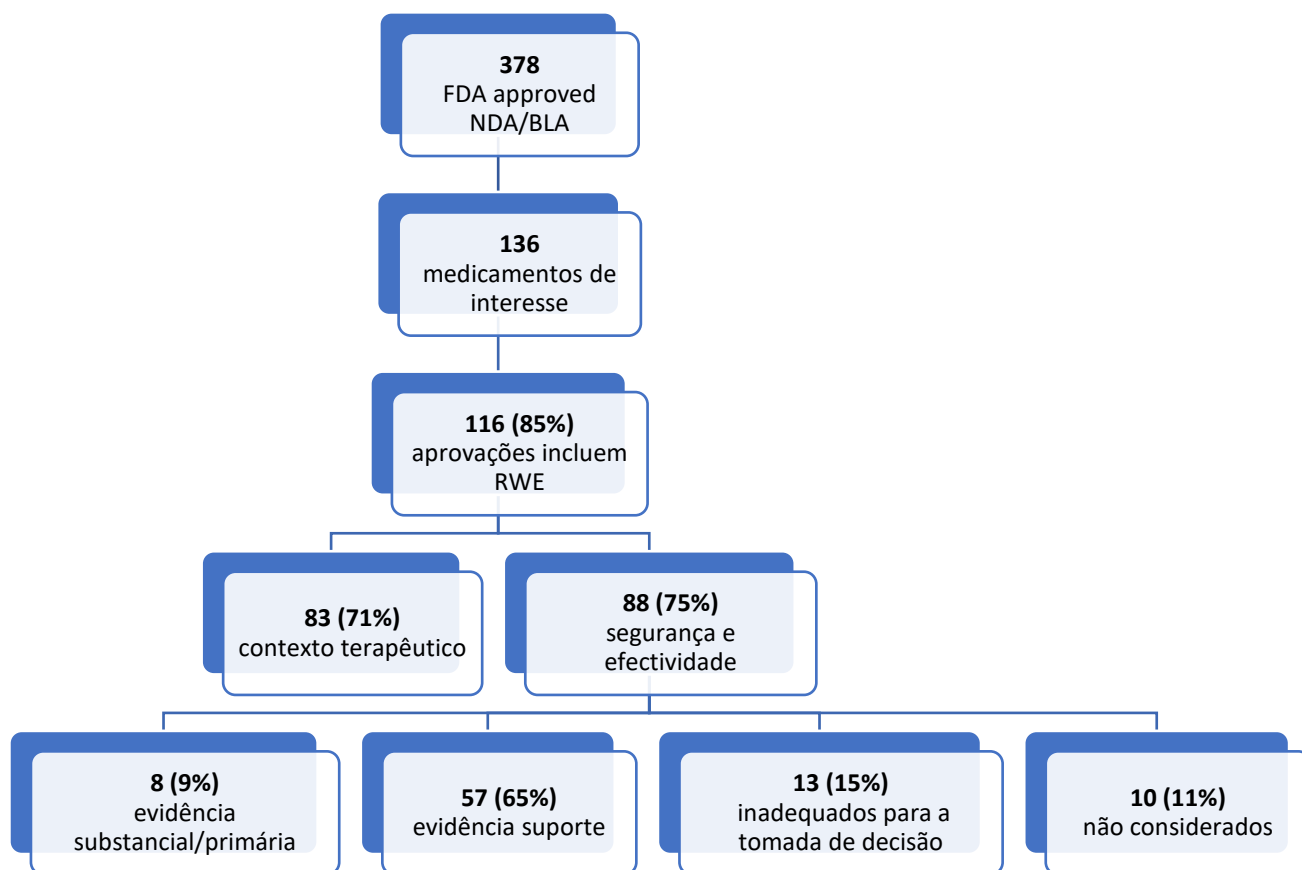 378
FDA approved
NDA/BLA
136
medicamentos de
interesse
116 (85%)
aprovações incluem
RWE
83 (71%)
contexto terapêutico
88 (75%)
segurança e
efectividade
8 (9%)
evidência
substancial/primária
57 (65%)
evidência suporte
13 (15%)
inadequados para a
tomada de decisão
10 (11%)
não considerados